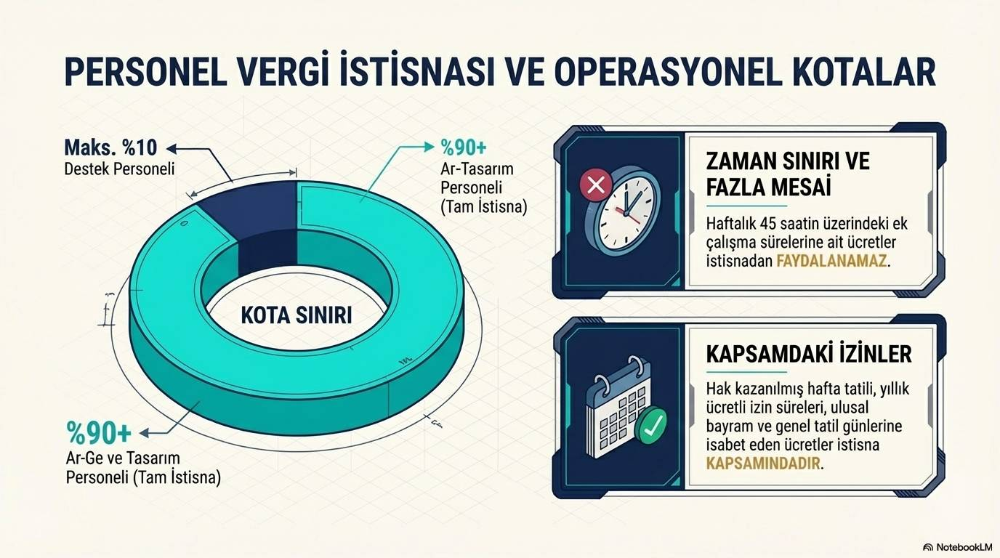 PERSONEL VERGİ İSTİSNASI VE OPERASYONEL KOTALAR
Maks. %10
Destek Personeli
%90+
Ar-Tasarım
Personeli
(Tam İstisna)
KOTA SINIRI
%90+
Ar-Ge ve Tasarım
Personeli (Tam İstisna)
ZAMAN SINIRI VE
FAZLA MESAİ
Haftalık 45 saatin üzerindeki ek
çalışma sürelerine ait ücretler
istisnadan FAYDALANAMAZ.
KAPSAMDAKİ İZİNLER
Hak kazanılmış hafta tatili, yıllık
ücretli izin süreleri, ulusal
bayram ve genel tatil günlerine
isabet eden ücretler istisna
KAPSAMINDADIR.
NotebookLM